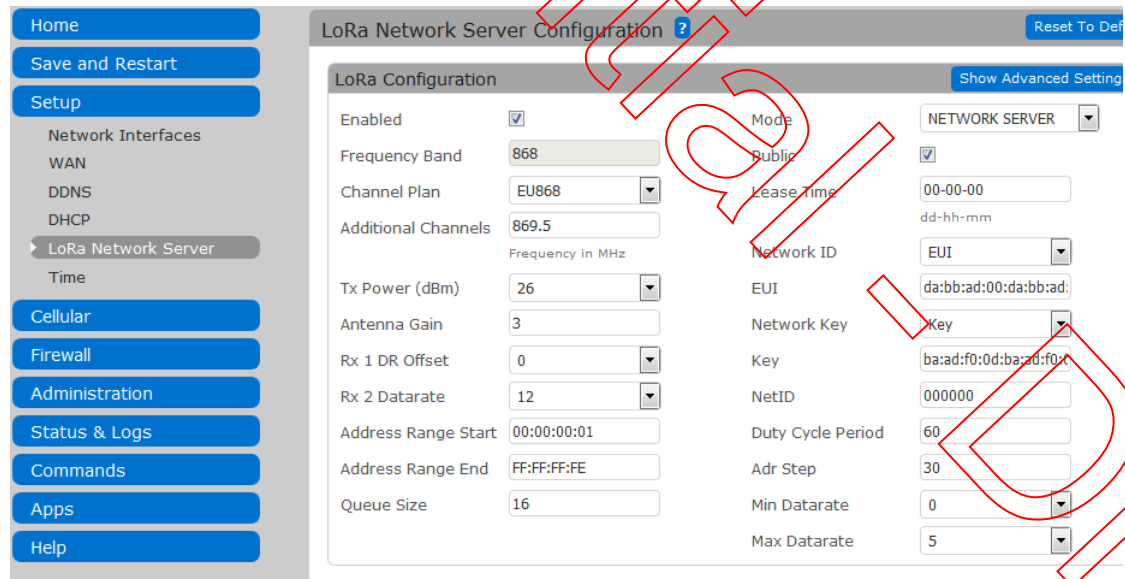 Home
Save and Restart
Setup
Network Interfaces
WAN
DDNS
DHCP
LoRa Network Server
Time
Cellular
Firewall
Administration
Status & Logs
Commands
Apps
Help
LoRa Network Server Configuration ?
Reset To Def
LoRa Configuration
Show Advanced Setting
Enabled
Frequency Band 868
Channel Plan EU868
Additional Channels 869.5
Frequency in MHz
Tx Power (dBm) 26
Antenna Gain 3
Rx 1 DR Offset 0
Rx 2 Datarate 12
Address Range Start 00:00:00:01
Address Range End FF:FF:FF:FE
Queue Size 16
Mode NETWORK SERVER
Public
Lease Time 00-00-00
dd-hh-mm
Network ID EUI
EUI da:bb:ad:00:da:bb:ad:
Network Key Key
Key ba:ad:f0:0d:ba:ad:f0:
NetID 000000
Duty Cycle Period 60
Adr Step 30
Min Datarate 0
Max Datarate 5